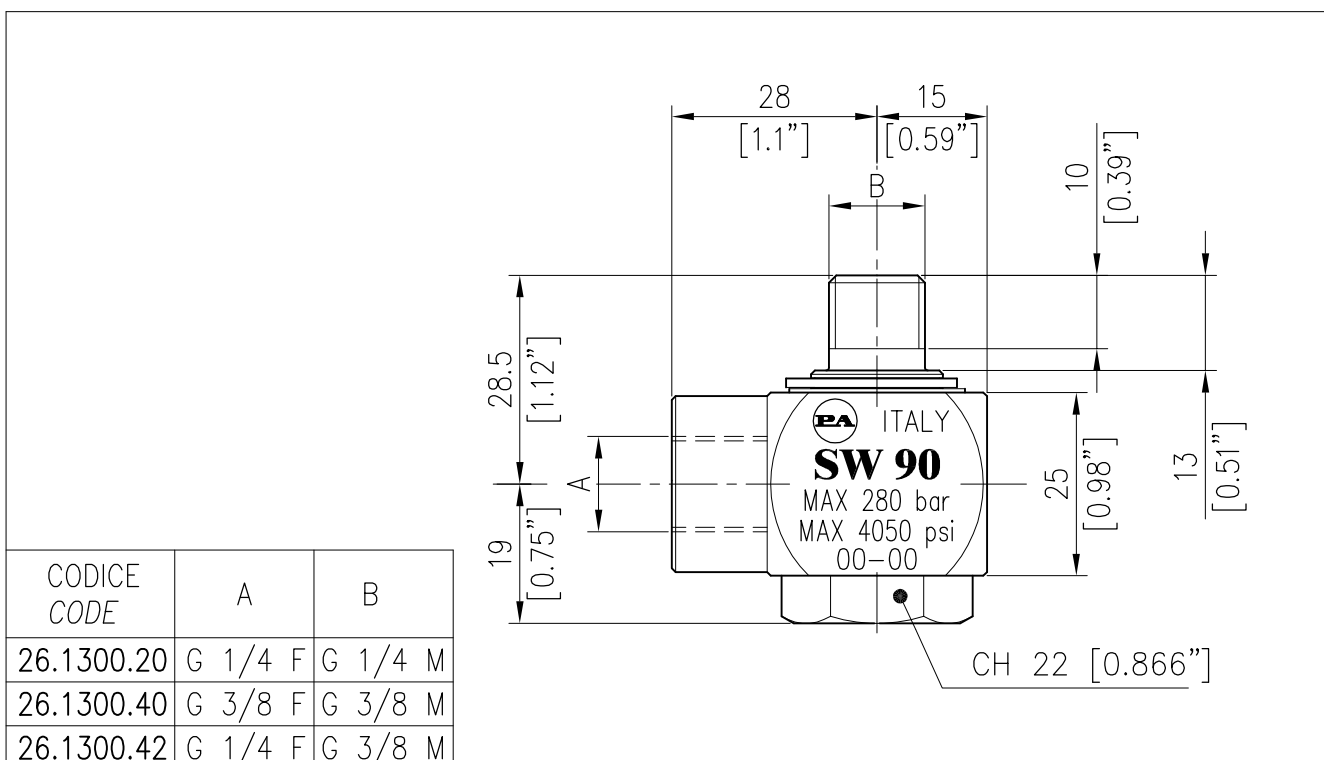 28
[1.1”]
15
[0.59”]
10
[0.39”]
B
28.5
[1.12”]
13
[0.51”]
PA ITALY
SW 90
MAX 280 bar
MAX 4050 psi
00-00
A
25
[0.98”]
19
[0.75”]
CH 22 [0.866”]
CODICE
CODE
A
B
26.1300.20 G 1/4 F G 1/4 M
26.1300.40 G 3/8 F G 3/8 M
26.1300.42 G 1/4 F G 3/8 M